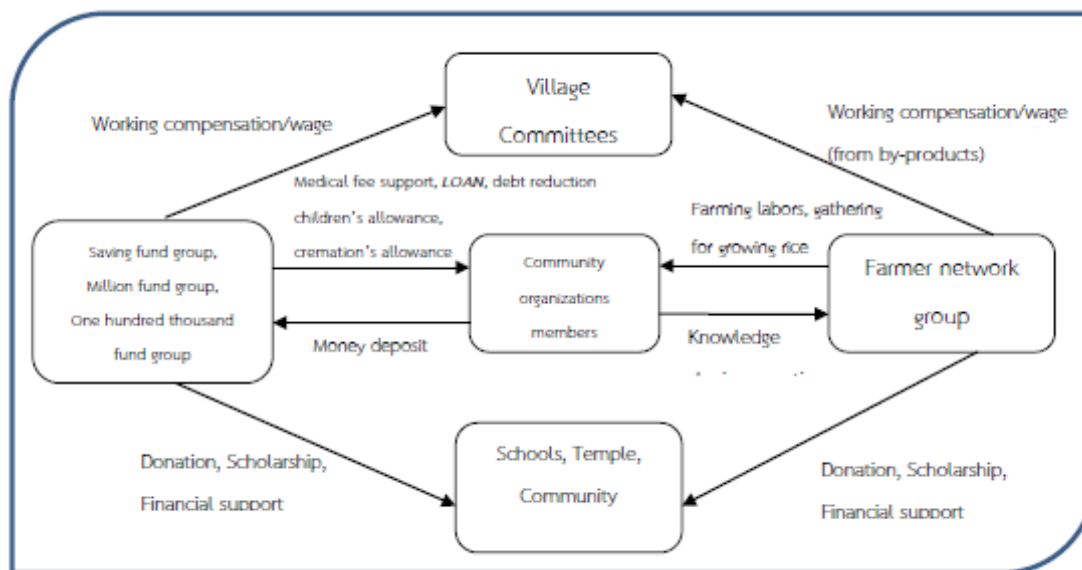 Village
Committees
Working compensation/wage
Working compensation/wage
(from by-products)
Medical fee support, LOAN, debt reduction
children's allowance,
cremation's allowance
Farming labors, gathering
for growing rice
Saving fund group,
Million fund group,
One hundred thousand
fund group
Community
organizations
members
Farmer network
group
Money deposit
Knowledge
Schools, Temple,
Community
Donation, Scholarship,
Financial support
Donation, Scholarship,
Financial support